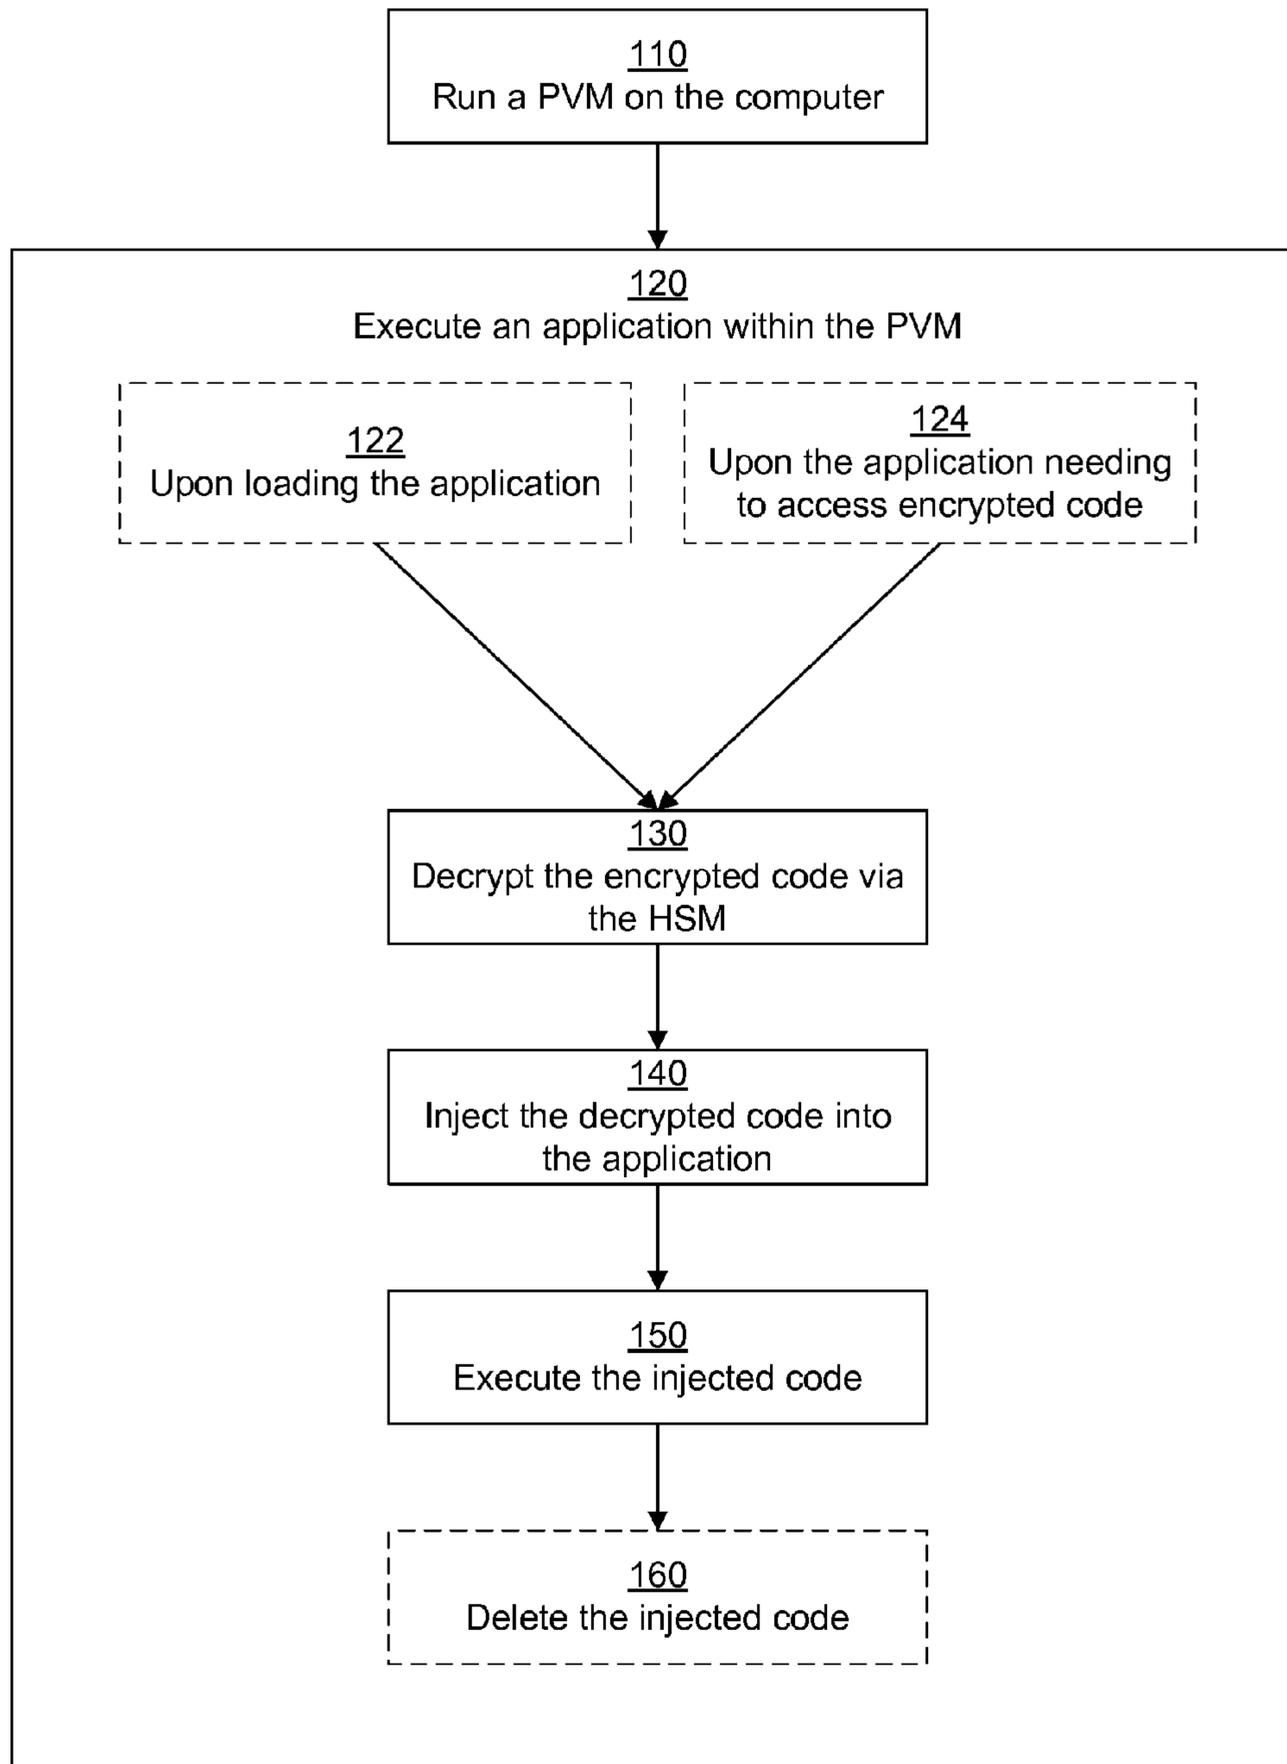 110
Run a PVM on the computer
120
Execute an application within the PVM
122
Upon loading the application
124
Upon the application needing
to access encrypted code
130
Decrypt the encrypted code via
the HSM
140
Inject the decrypted code into
the application
150
Execute the injected code
160
Delete the injected code